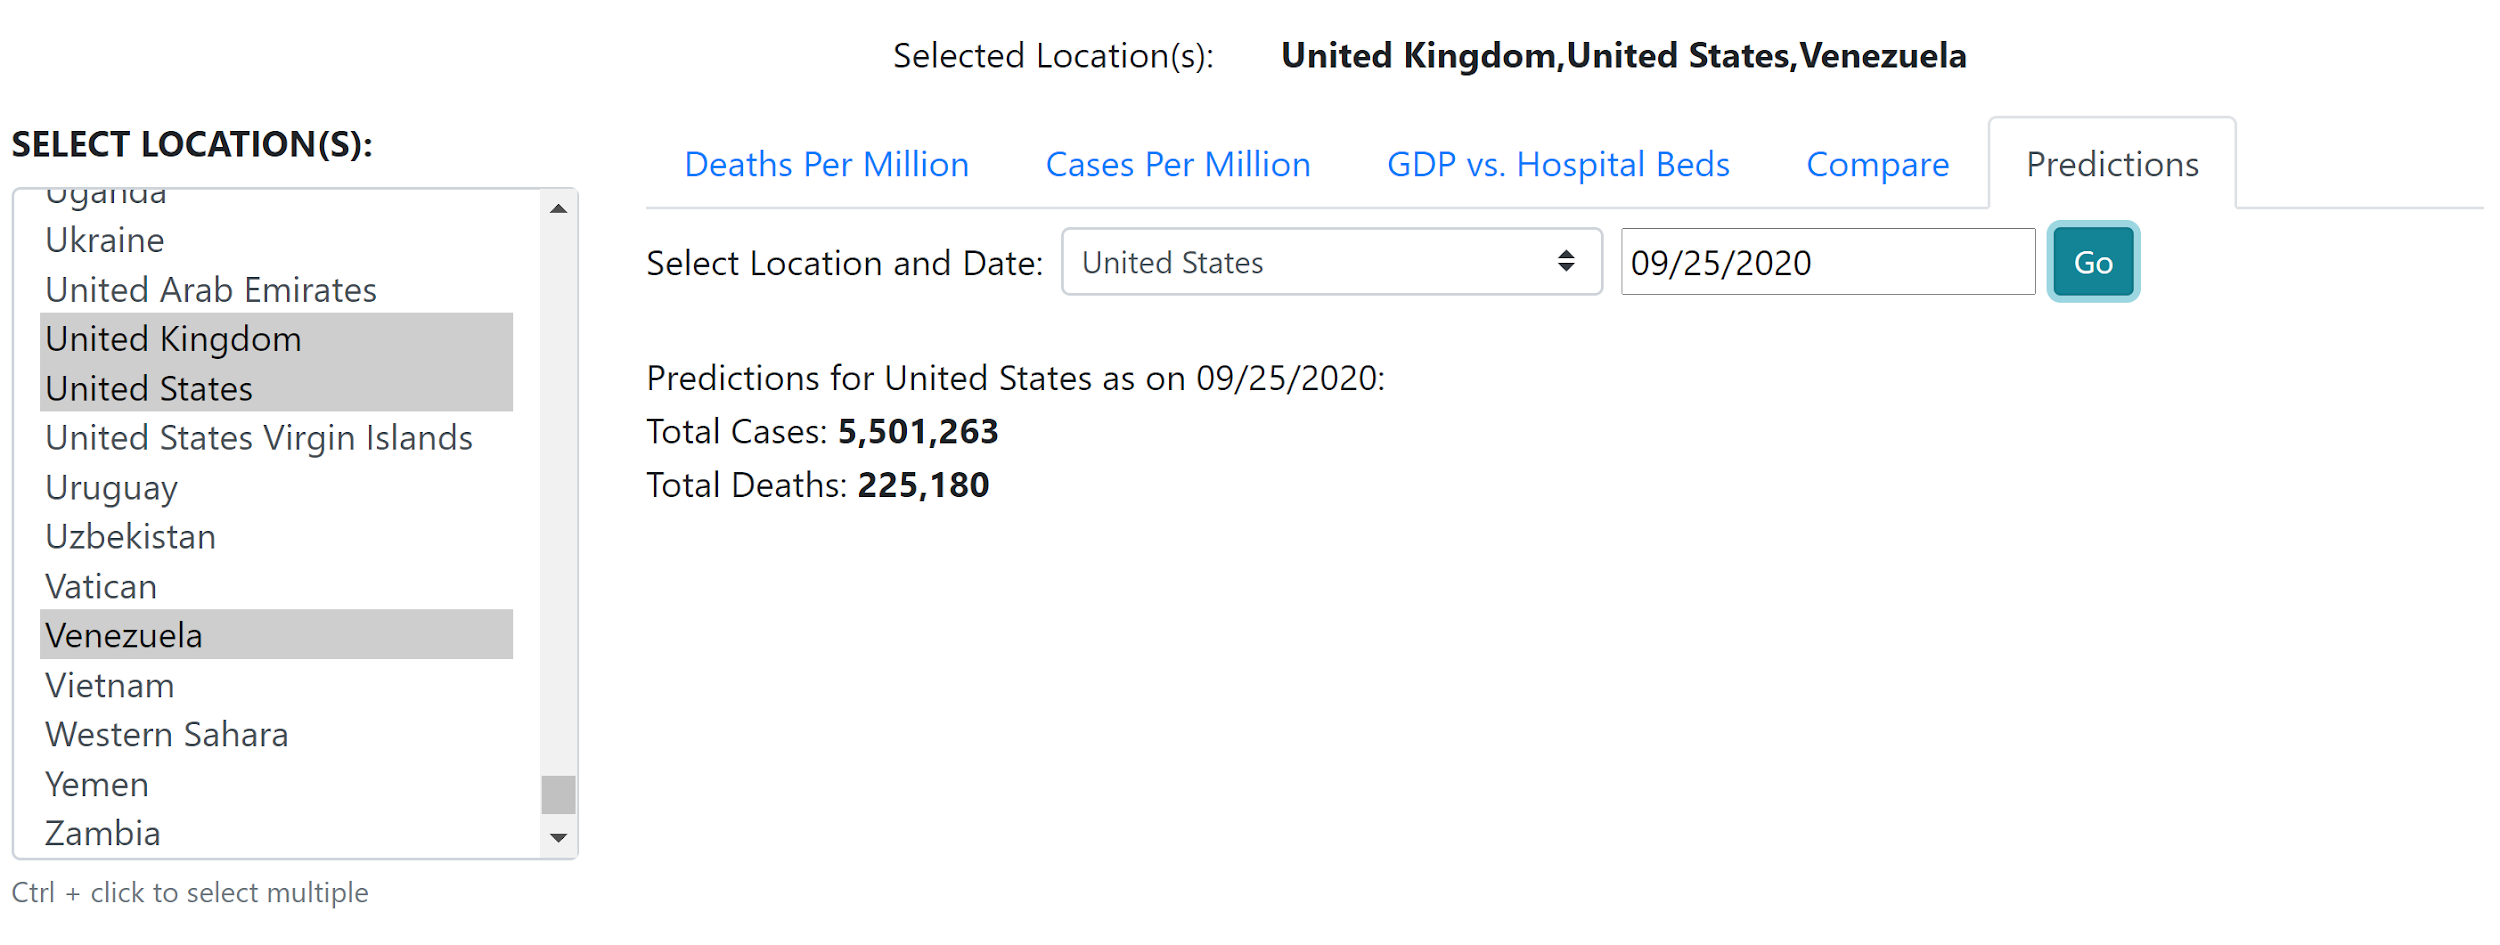 Selected Location(s): United Kingdom,United States,Venezuela
SELECT LOCATION(S):
Uganda
Ukraine
United Arab Emirates
United Kingdom
United States
United States Virgin Islands
Uruguay
Uzbekistan
Vatican
Venezuela
Vietnam
Western Sahara
Yemen
Zambia
Ctrl + click to select multiple
Deaths Per Million Cases Per Million GDP vs. Hospital Beds Compare Predictions
Select Location and Date: United States 09/25/2020 Go
Predictions for United States as on 09/25/2020:
Total Cases: 5,501,263
Total Deaths: 225,180